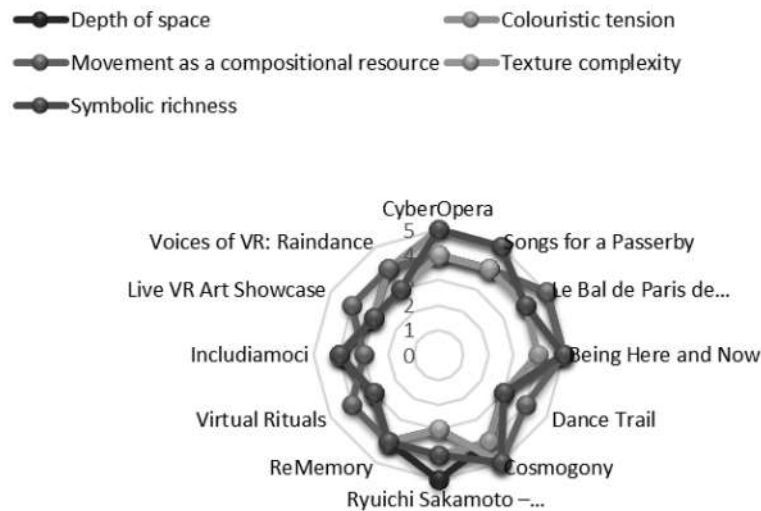 Depth of space
Colouristic tension
Movement as a compositional resource
Texture complexity
Symbolic richness
CyberOpera
5
Voices of VR: Raindance
4
Songs for a Passerby
Live VR Art Showcase
Le Bal de Paris de...
2
1
Includiamoci
0
Being Here and Now
Virtual Rituals
Dance Trail
ReMemory
Cosmogony
Ryuichi Sakamoto –...